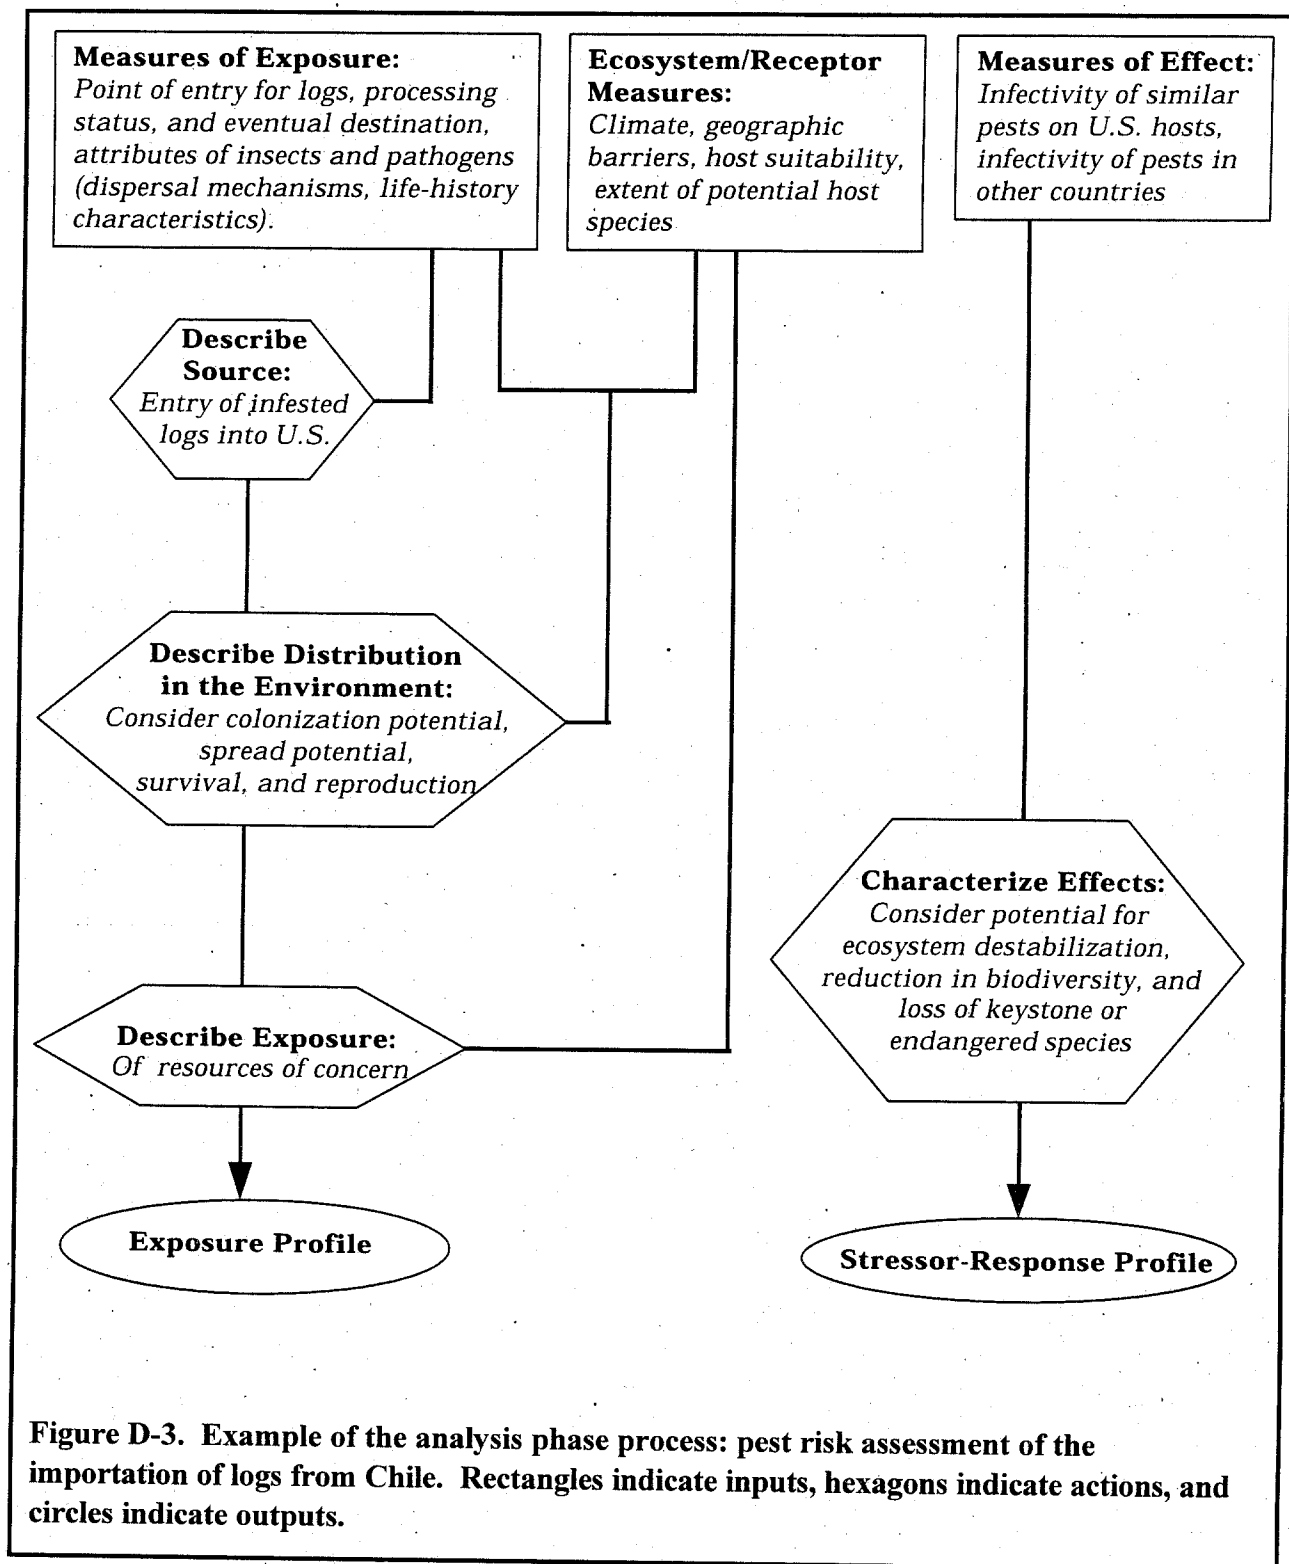 Measures of Exposure:
Point of entry for logs, processing
status, and eventual destination,
attributes of insects and pathogens
(dispersal mechanisms, life-history
characteristics).
Ecosystem/Receptor
Measures:
Climate, geographic
barriers, host suitability,
extent of potential host
species
Measures of Effect:
Infectivity of similar
pests on U.S. hosts,
infectivity of pests in
other countries
Describe
Source:
Entry of infested
logs into U.S.
Describe Distribution
in the Environment:
Consider colonization potential,
spread potential,
survival, and reproduction
Characterize Effects:
Consider potential for
ecosystem destabilization,
reduction in biodiversity, and
loss of keystone or
endangered species
Describe Exposure:
Of resources of concern
Exposure Profile
Stressor-Response Profile
Figure D-3. Example of the analysis phase process: pest risk assessment of the
importation of logs from Chile. Rectangles indicate inputs, hexagons indicate actions, and
circles indicate outputs.